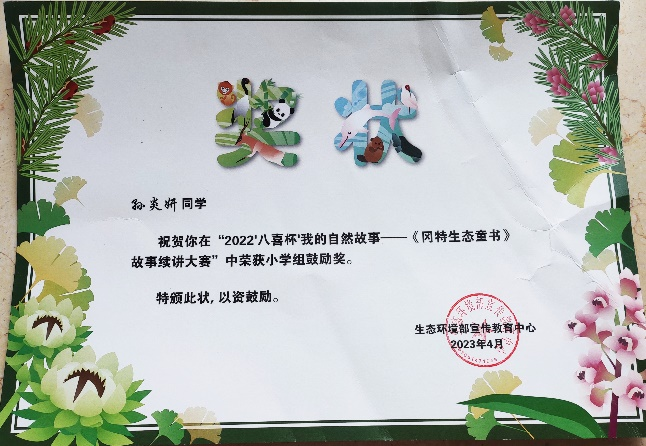 奖状
孙炎妍同学
祝贺你在“2022'八喜杯'我的自然故事——《冈特生态童书》
故事续讲大赛”中荣获小学组鼓励奖。
特颁此状,以资鼓励。
生态环境部宣传教育中心
2023年4月